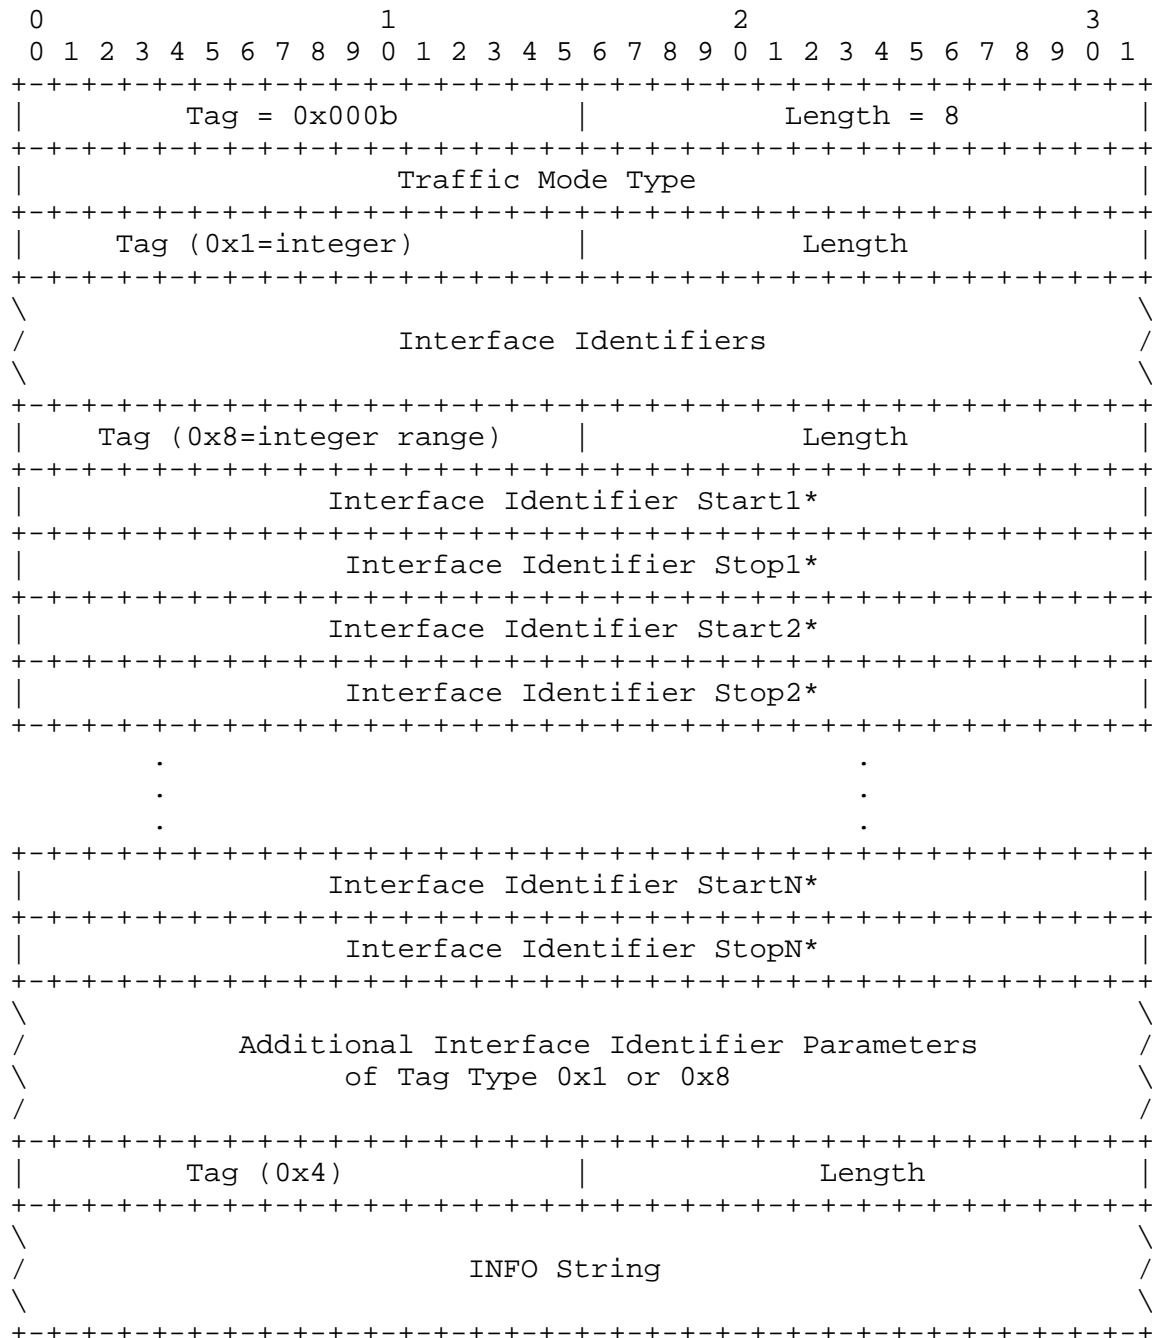 0                   1                   2                   3
 0 1 2 3 4 5 6 7 8 9 0 1 2 3 4 5 6 7 8 9 0 1 2 3 4 5 6 7 8 9 0 1
+-+-+-+-+-+-+-+-+-+-+-+-+-+-+-+-+-+-+-+-+-+-+-+-+-+-+-+-+-+-+-+-+
|         Tag = 0x000b          |           Length = 8          |
+-+-+-+-+-+-+-+-+-+-+-+-+-+-+-+-+-+-+-+-+-+-+-+-+-+-+-+-+-+-+-+-+
|                     Traffic Mode Type                         |
+-+-+-+-+-+-+-+-+-+-+-+-+-+-+-+-+-+-+-+-+-+-+-+-+-+-+-+-+-+-+-+-+
|     Tag (0x1=integer)         |            Length             |
+-+-+-+-+-+-+-+-+-+-+-+-+-+-+-+-+-+-+-+-+-+-+-+-+-+-+-+-+-+-+-+-+
\                                                               \
/                     Interface Identifiers                     /
\                                                               \
+-+-+-+-+-+-+-+-+-+-+-+-+-+-+-+-+-+-+-+-+-+-+-+-+-+-+-+-+-+-+-+-+
|    Tag (0x8=integer range)    |            Length             |
+-+-+-+-+-+-+-+-+-+-+-+-+-+-+-+-+-+-+-+-+-+-+-+-+-+-+-+-+-+-+-+-+
|                 Interface Identifier Start1*                  |
+-+-+-+-+-+-+-+-+-+-+-+-+-+-+-+-+-+-+-+-+-+-+-+-+-+-+-+-+-+-+-+-+
|                  Interface Identifier Stop1*                  |
+-+-+-+-+-+-+-+-+-+-+-+-+-+-+-+-+-+-+-+-+-+-+-+-+-+-+-+-+-+-+-+-+
|                 Interface Identifier Start2*                  |
+-+-+-+-+-+-+-+-+-+-+-+-+-+-+-+-+-+-+-+-+-+-+-+-+-+-+-+-+-+-+-+-+
|                  Interface Identifier Stop2*                  |
+-+-+-+-+-+-+-+-+-+-+-+-+-+-+-+-+-+-+-+-+-+-+-+-+-+-+-+-+-+-+-+-+
        .                                       .
        .                                       .
        .                                       .
+-+-+-+-+-+-+-+-+-+-+-+-+-+-+-+-+-+-+-+-+-+-+-+-+-+-+-+-+-+-+-+-+
|                 Interface Identifier StartN*                  |
+-+-+-+-+-+-+-+-+-+-+-+-+-+-+-+-+-+-+-+-+-+-+-+-+-+-+-+-+-+-+-+-+
|                  Interface Identifier StopN*                  |
+-+-+-+-+-+-+-+-+-+-+-+-+-+-+-+-+-+-+-+-+-+-+-+-+-+-+-+-+-+-+-+-+
\                                                               \
/            Additional Interface Identifier Parameters         /
\                  of Tag Type 0x1 or 0x8                       \
/                                                               /
+-+-+-+-+-+-+-+-+-+-+-+-+-+-+-+-+-+-+-+-+-+-+-+-+-+-+-+-+-+-+-+-+
|         Tag (0x4)             |             Length            |
+-+-+-+-+-+-+-+-+-+-+-+-+-+-+-+-+-+-+-+-+-+-+-+-+-+-+-+-+-+-+-+-+
\                                                               \
/                         INFO String                           /
\                                                               \
+-+-+-+-+-+-+-+-+-+-+-+-+-+-+-+-+-+-+-+-+-+-+-+-+-+-+-+-+-+-+-+-+